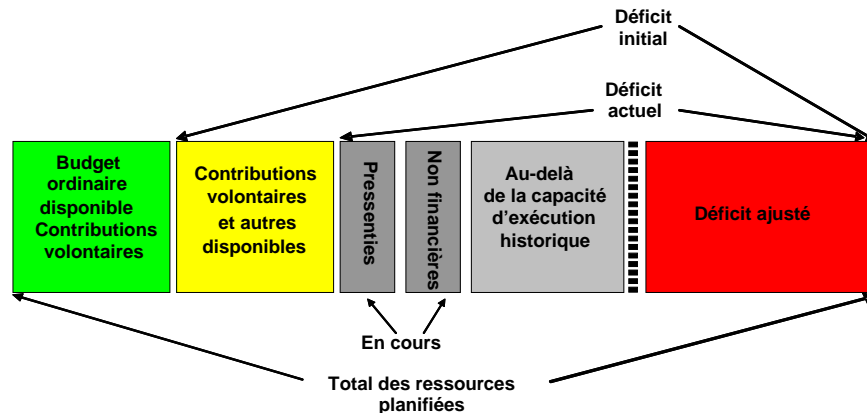 Déficit
initial
Déficit
actuel
Budget
ordinaire
disponible
Contributions
volontaires
Contributions
volontaires
et autres
disponibles
Pressenties
Non financières
Au-delà
de la capacité
d'exécution
historique
Déficit ajusté
En cours
Total des ressources
planifiées